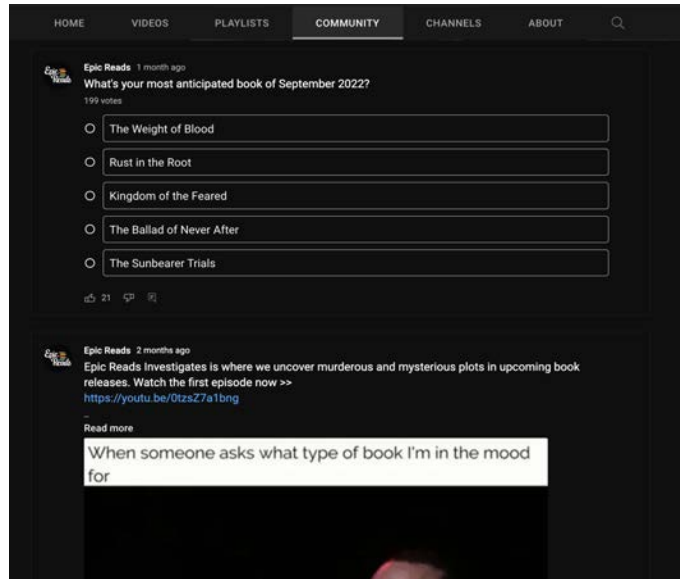 HOME VIDEOS PLAYLISTS COMMUNITY CHANNELS ABOUT
Epic Reads
Epic Reads 1 month ago
What's your most anticipated book of September 2022?
199 votes
The Weight of Blood
Rust in the Root
Kingdom of the Feared
The Ballad of Never After
The Sunbearer Trials
21
Epic Reads
Epic Reads 2 months ago
Epic Reads Investigates is where we uncover murderous and mysterious plots in upcoming book
releases. Watch the first episode now >>
https://youtu.be/0tzsZ7a1bng
_
Read more
When someone asks what type of book I'm in the mood
for